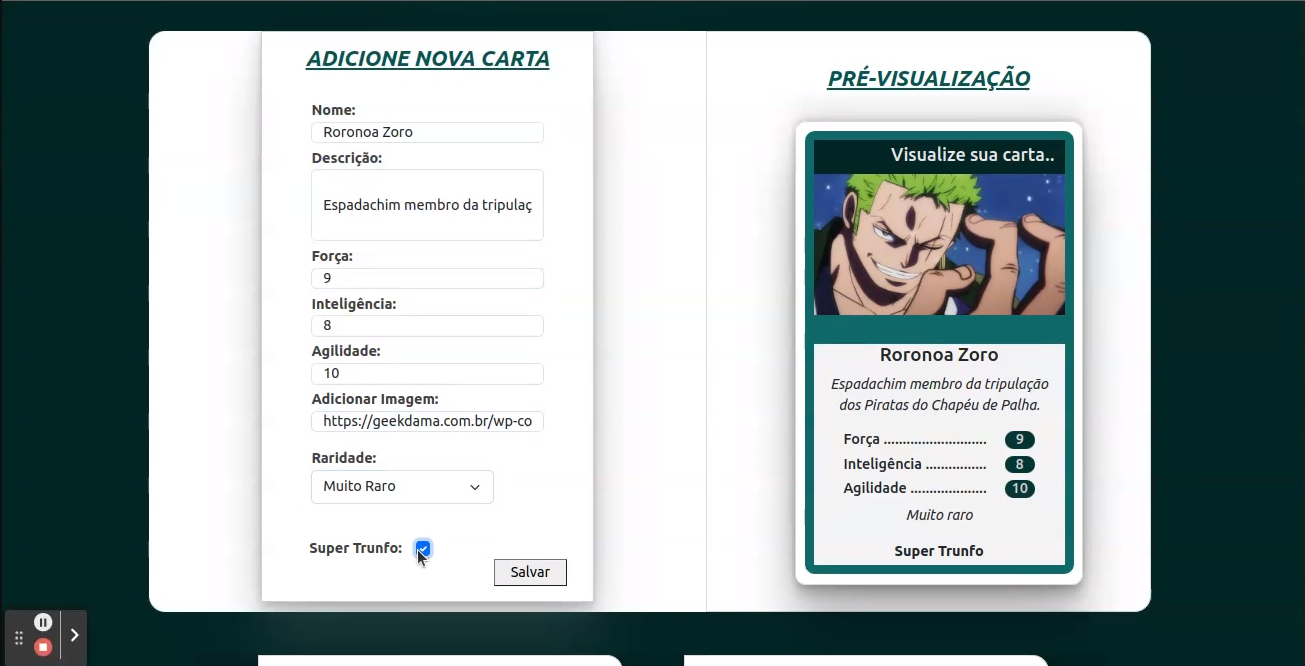 ADICIONE NOVA CARTA
Nome:
Roronoa Zoro
Descrição:
Espadachim membro da tripulaç
Força:
9
Inteligência:
8
Agilidade:
10
Adicionar Imagem:
https://geekdama.com.br/wp-co
Raridade:
Muito Raro
Super Trunfo:
Salvar
PRÉ-VISUALIZAÇÃO
Visualize sua carta..
Roronoa Zoro
Espadachim membro da tripulação
dos Piratas do Chapéu de Palha.
Força .......................... 9
Inteligência ................ 8
Agilidade .................... 10
Muito raro
Super Trunfo